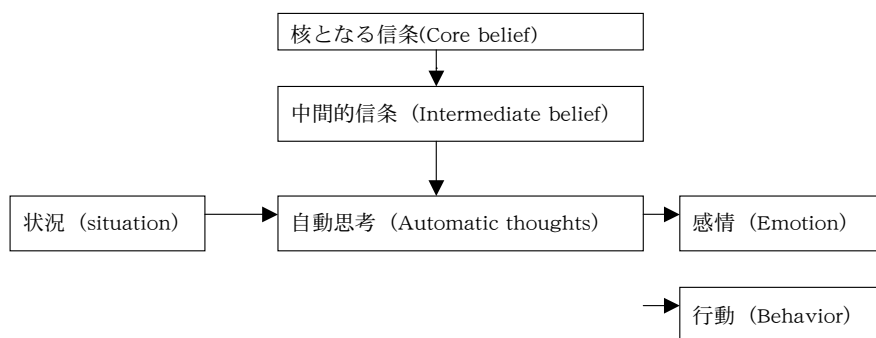 核となる信条(Core belief)
中間的信条（Intermediate belief）
状況（situation）
自動思考（Automatic thoughts）
感情（Emotion）
行動（Behavior）